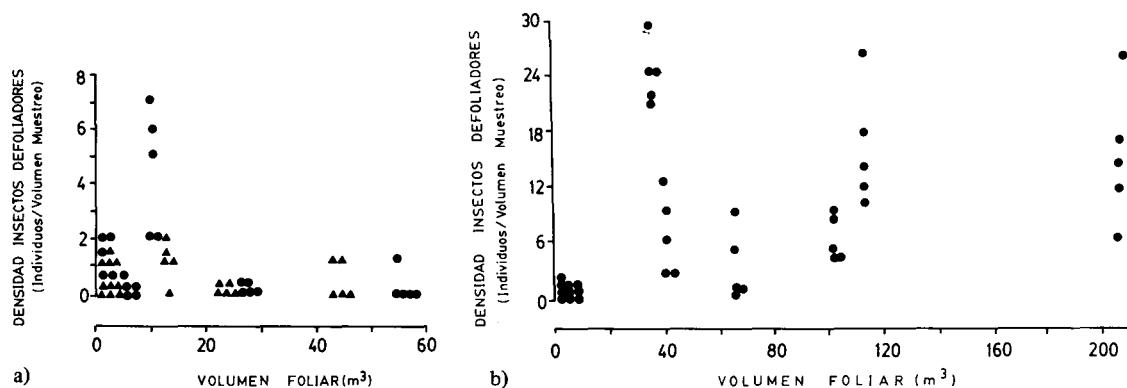 DENSIDAD INSECTOS DEFOLIADORES
(Individuos/Volumen Muestreo)
8
6
4
2
0
0 20 40 60
a) VOLUMEN FOLIAR (m³)
DENSIDAD INSECTOS DEFOLIADORES
(Individuos/Volumen Muestreo)
30
24
18
12
6
0
0 40 80 120 160 200
b) VOLUMEN FOLIAR (m³)